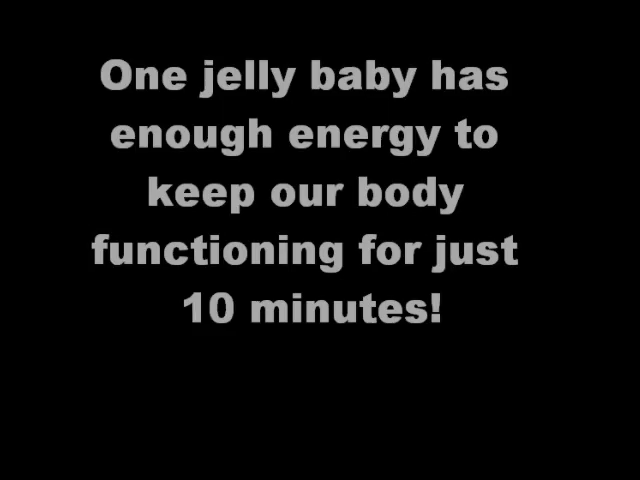 One jelly baby has
enough energy to
keep our body
functioning for just
10 minutes!